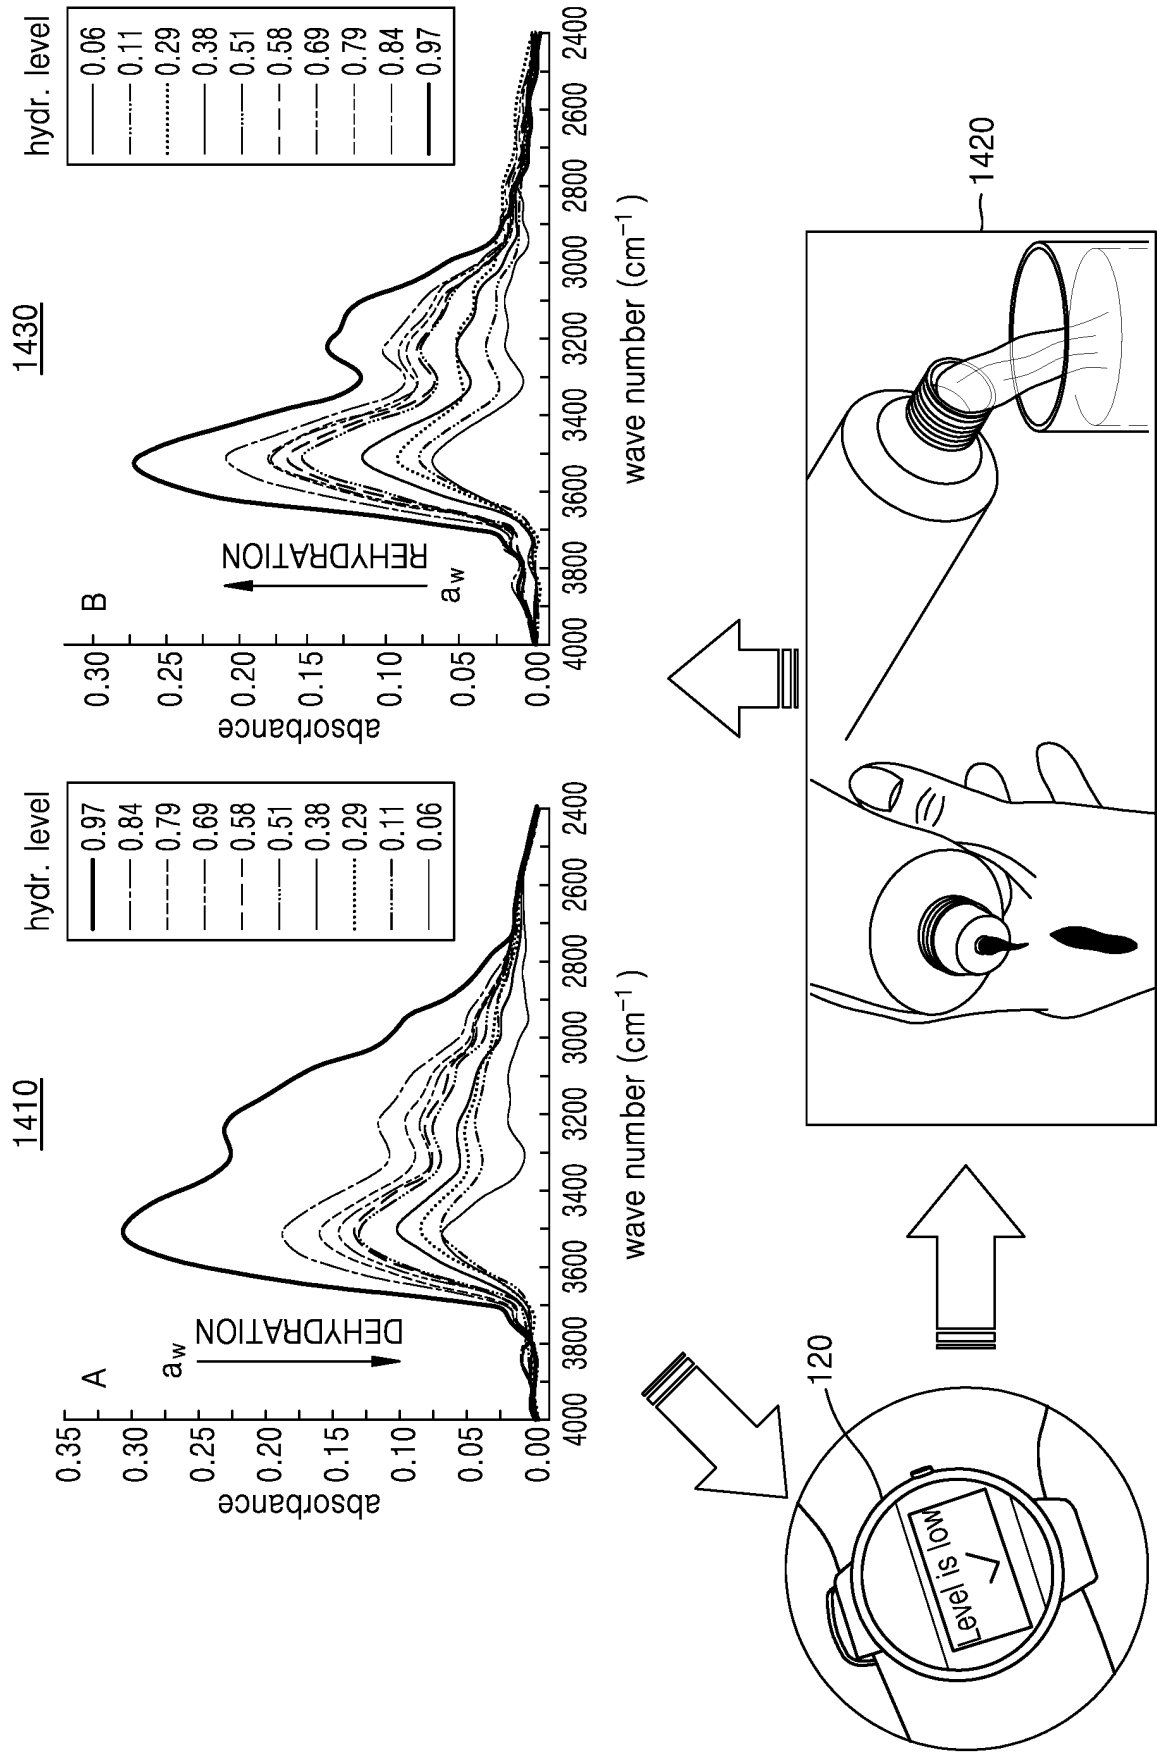 1410
A
hydr. level
0.97
0.84
0.79
0.69
0.58
0.51
0.38
0.29
0.11
0.06
aw
DEHYDRATION
absorbance
0.35
0.30
0.25
0.20
0.15
0.10
0.05
0.00
4000 3800 3600 3400 3200 3000 2800 2600 2400
wave number (cm⁻¹)
1430
B
hydr. level
0.06
0.11
0.29
0.38
0.51
0.58
0.69
0.79
0.84
0.97
REHYDRATION
aw
absorbance
0.30
0.25
0.20
0.15
0.10
0.05
0.00
4000 3800 3600 3400 3200 3000 2800 2600 2400
wave number (cm⁻¹)
120
Level is low
1420